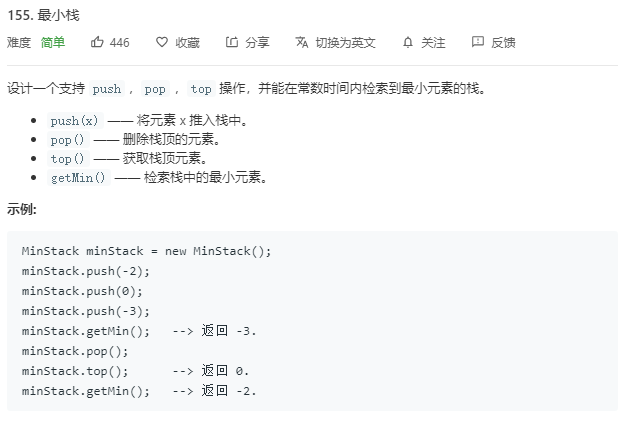 155. 最小栈
难度 简单 446 收藏 分享 切换为英文 关注 反馈
设计一个支持 push ，pop ，top 操作，并能在常数时间内检索到最小元素的栈。
• push(x) —— 将元素 x 推入栈中。
• pop() —— 删除栈顶的元素。
• top() —— 获取栈顶元素。
• getMin() —— 检索栈中的最小元素。
示例:
MinStack minStack = new MinStack();
minStack.push(-2);
minStack.push(0);
minStack.push(-3);
minStack.getMin();   --> 返回 -3.
minStack.pop();
minStack.top();      --> 返回 0.
minStack.getMin();   --> 返回 -2.